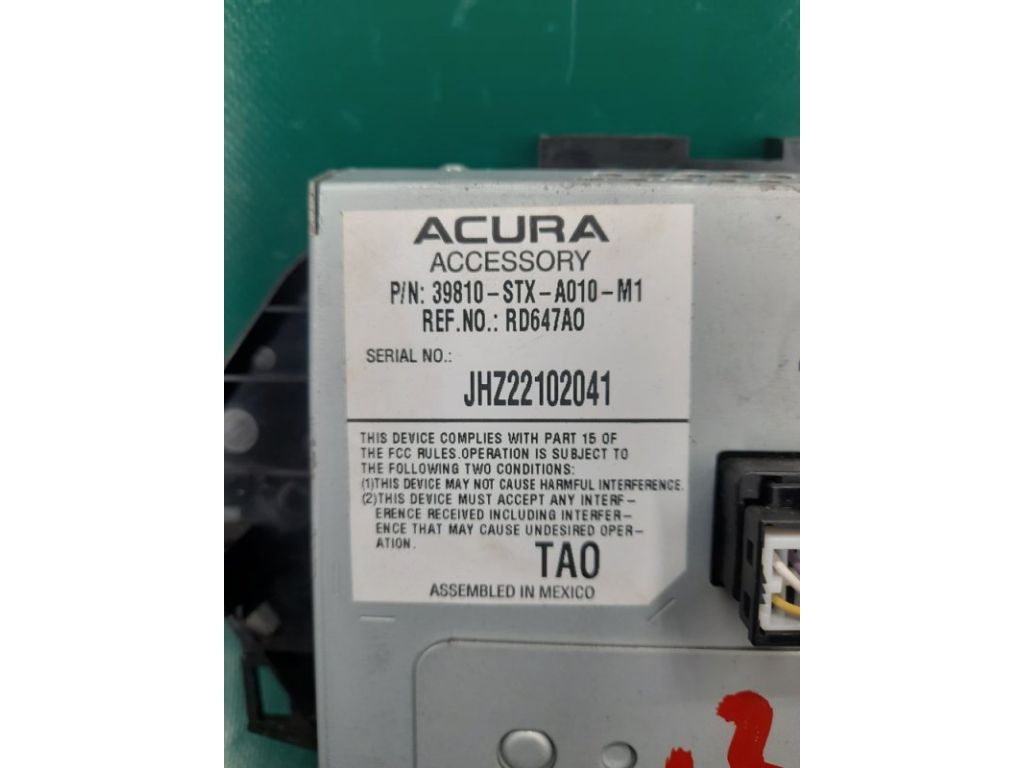 ACURA
ACCESSORY
P/N: 39810-STX-A010-M1
REF.NO.: RD647A0
SERIAL NO.:
JHZ22102041
THIS DEVICE COMPLIES WITH PART 15 OF
THE FCC RULES.OPERATION IS SUBJECT TO
THE FOLLOWING TWO CONDITIONS:
(1)THIS DEVICE MAY NOT CAUSE HARMFUL INTERFERENCE.
(2)THIS DEVICE MUST ACCEPT ANY INTERF-
ERENCE RECEIVED INCLUDING INTERFER-
ENCE THAT MAY CAUSE UNDESIRED OPER-
ATION.
TA0
ASSEMBLED IN MEXICO